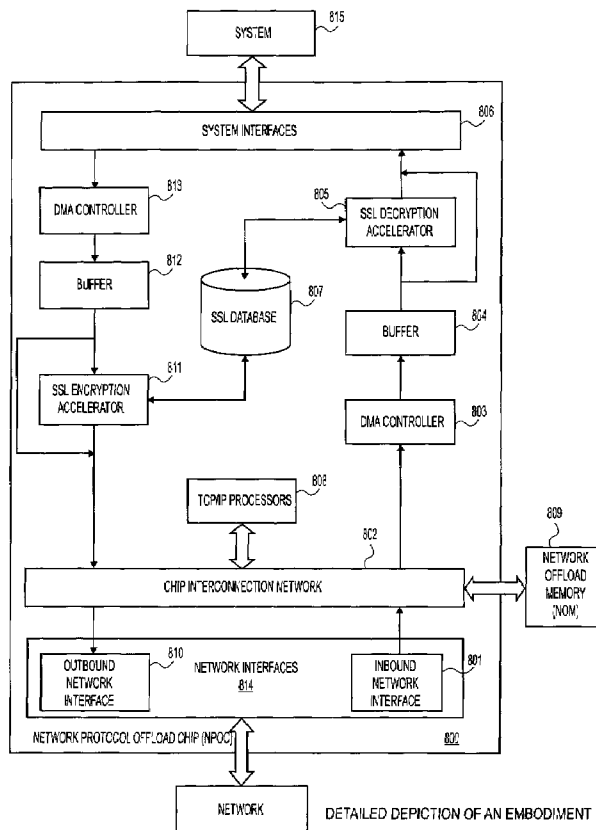 815
SYSTEM
806
SYSTEM INTERFACES
813
DMA CONTROLLER
805
SSL DECRYPTION
ACCELERATOR
812
BUFFER
807
SSL DATABASE
804
BUFFER
811
SSL ENCRYPTION
ACCELERATOR
803
DMA CONTROLLER
808
TCP/IP PROCESSORS
802
CHIP INTERCONNECTION NETWORK
809
NETWORK
OFFLOAD
MEMORY
(NOM)
810
OUTBOUND
NETWORK
INTERFACE
NETWORK INTERFACES
814
801
INBOUND
NETWORK
INTERFACE
NETWORK PROTOCOL OFFLOAD CHIP (NPOC)
800
NETWORK
DETAILED DEPICTION OF AN EMBODIMENT